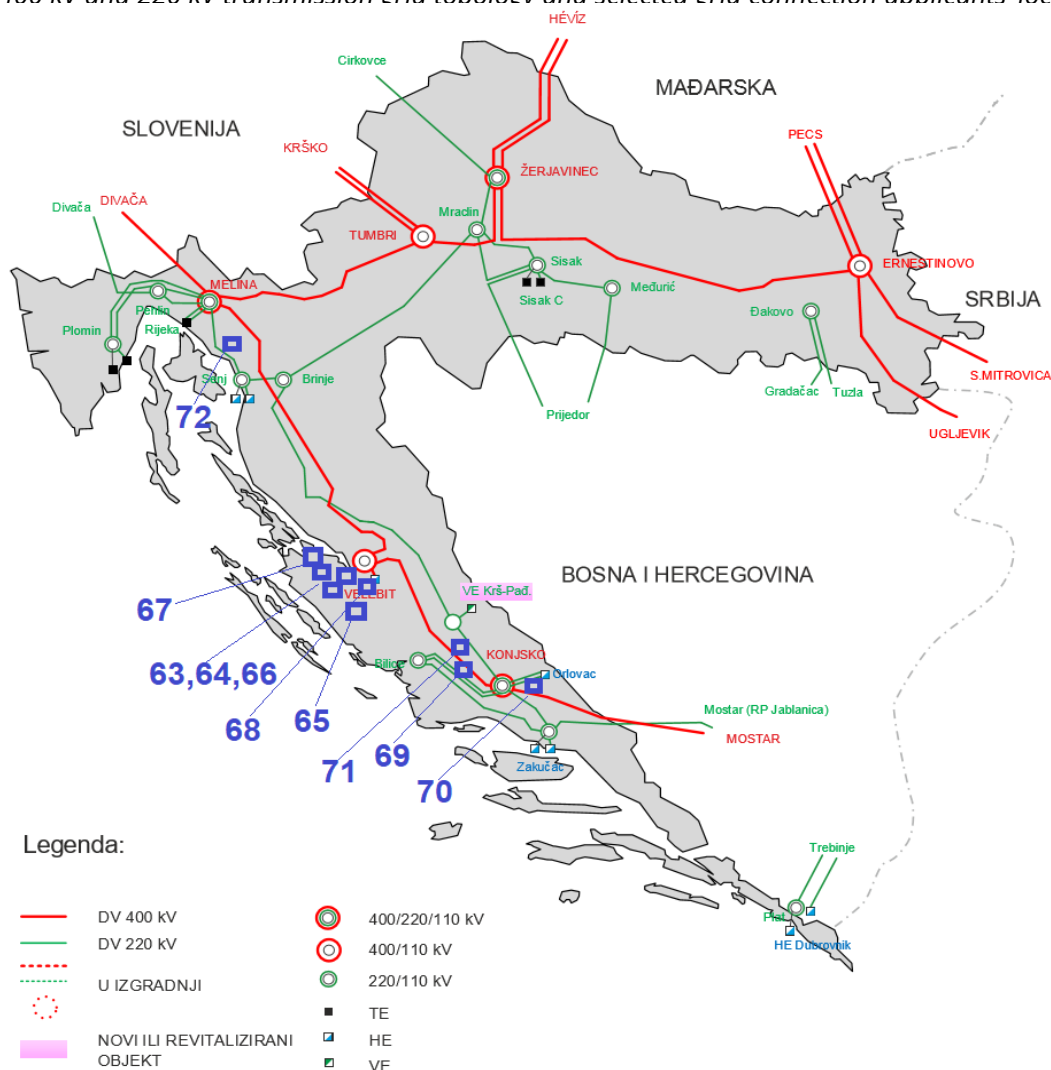 400 kV and 220 kV transmission grid topology and selected grid connection applicants' loc
HÉVÍZ
Cirkovce
MAĐARSKA
SLOVENIJA
PECS
KRŠKO
ŽERJAVINEC
DIVAČA
Divača
Mraclin
TUMBRI
Sisak
ERNESTINOVO
MELINA
Pehlin
Sisak C
Međurić
SRBIJA
Rijeka
Plomin
Đakovo
S.MITROVICA
Senj
Brinje
Gradačac
Tuzla
72
Prijedor
UGLJEVIK
BOSNA I HERCEGOVINA
VE Krš-Pađ.
VELEBIT
67
KONJSKO
Bilice
Orlovac
63,64,66
68
65
71
69
70
Mostar (RP Jablanica)
MOSTAR
Zakučac
Legenda:
Trebinje
Plat
HE Dubrovnik
DV 400 kV
400/220/110 kV
DV 220 kV
400/110 kV
U IZGRADNJI
220/110 kV
TE
NOVI ILI REVITALIZIRANI
OBJEKT
HE
VE